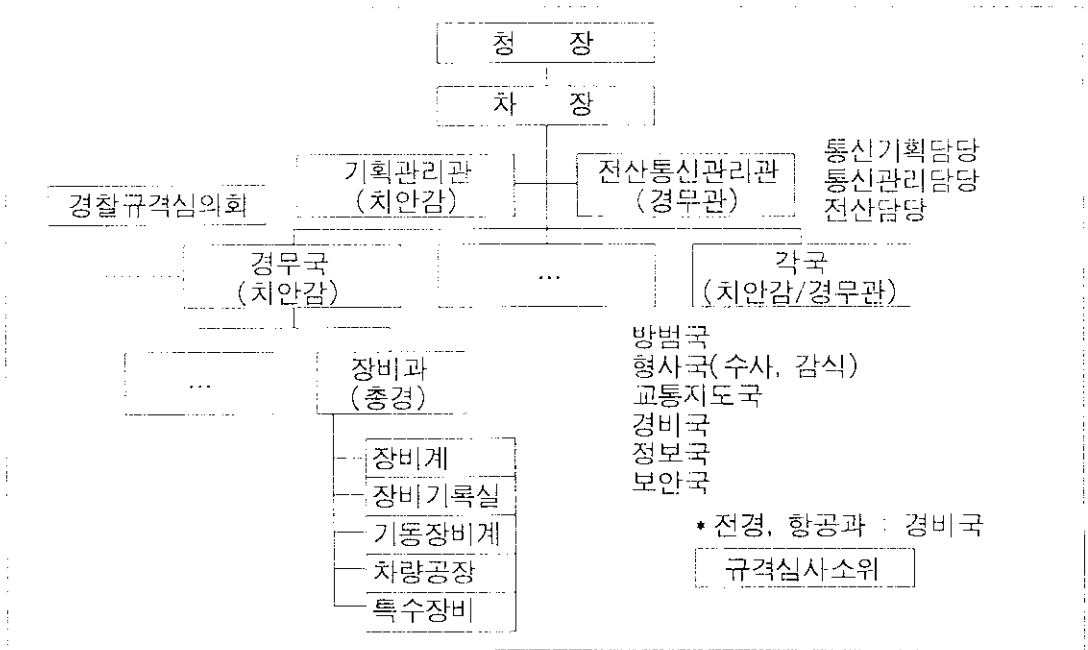 청 장
차 장
기획관리관
(치안감)
전산통신관리관
(경무관)
통신기획담당
통신관리담당
전산담당
경찰규격심의회
경무국
(치안감)
...
각국
(치안감/경무관)
...
장비과
(총경)
방범국
형사국(수사, 감식)
교통지도국
경비국
정보국
보안국
장비계
장비기록실
기동장비계
차량공장
특수장비
* 전경, 항공과 : 경비국
규격심사소위